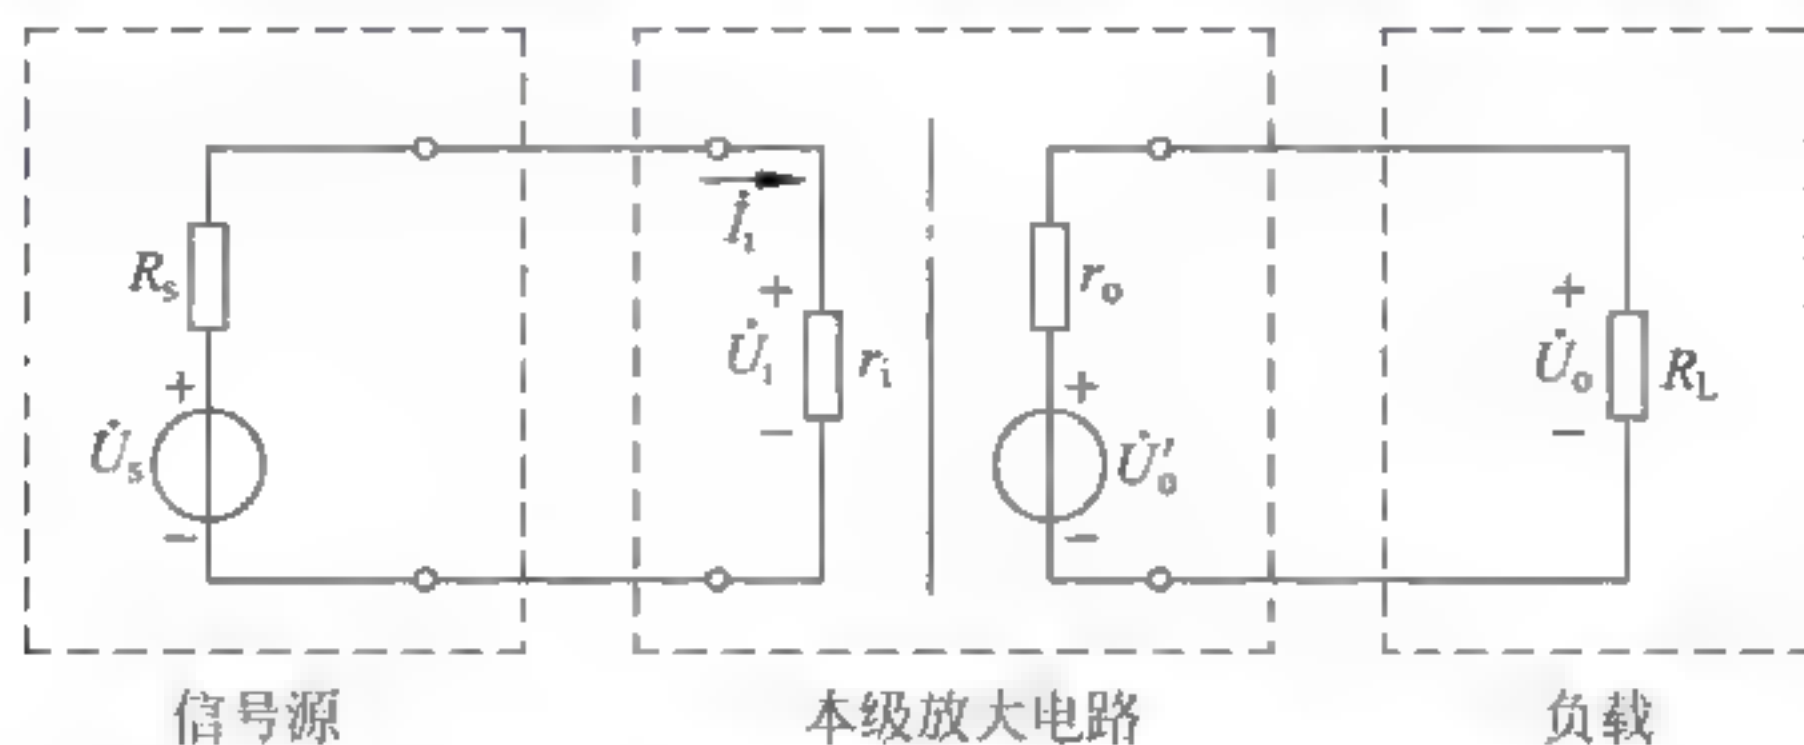 R_s
+
U̇_s
−
İ_i
+
U̇_i
−
r_i
r_o
+
U̇'_o
−
+
U̇_o
−
R_L
信号源
本级放大电路
负载